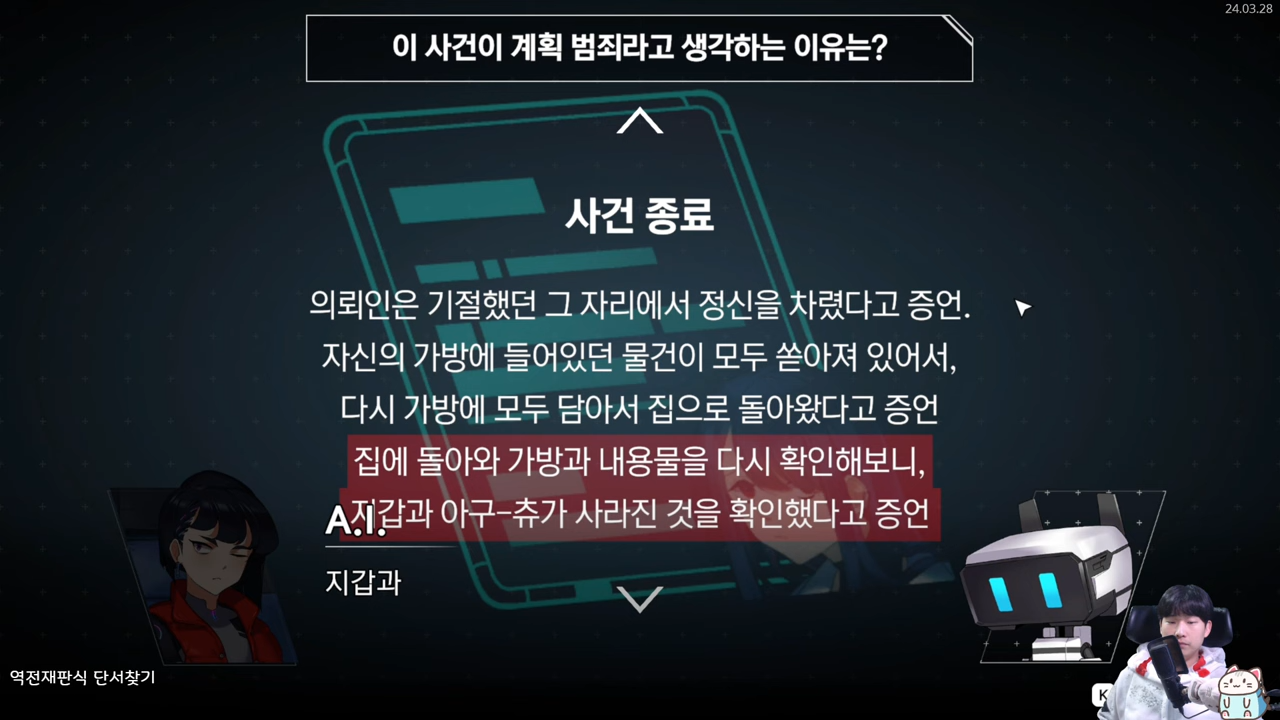 24.03.28
이 사건이 계획 범죄라고 생각하는 이유는?
사건 종료
의뢰인은 기절했던 그 자리에서 정신을 차렸다고 증언.
자신의 가방에 들어있던 물건이 모두 쏟아져 있어서,
다시 가방에 모두 담아서 집으로 돌아왔다고 증언
집에 돌아와 가방과 내용물을 다시 확인해보니,
지갑과 아구-츄가 사라진 것을 확인했다고 증언
A.I.
지갑과
역전재판식 단서찾기
K